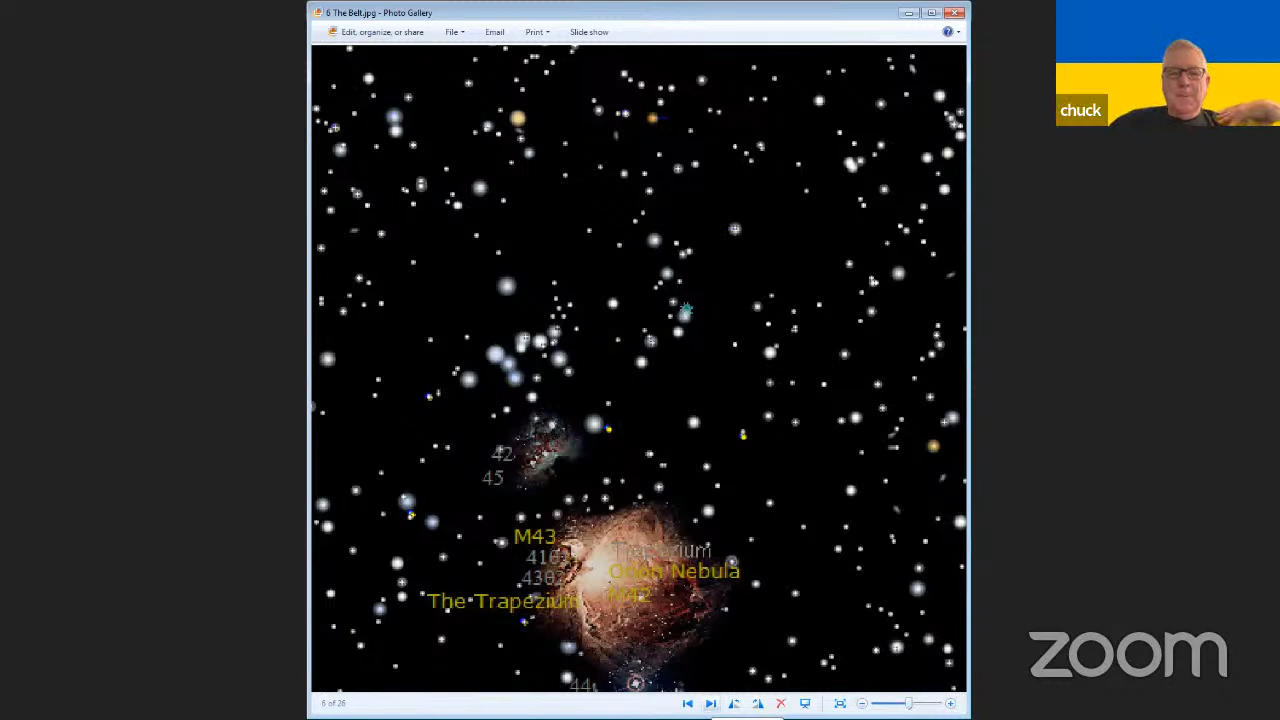 6 The Belt.jpg - Photo Gallery
Edit, organize, or share File Email Print Slide show
chuck
42
45
M43
Trapezium
Orion Nebula
The Trapezium
M42
44
6 of 26
zoom